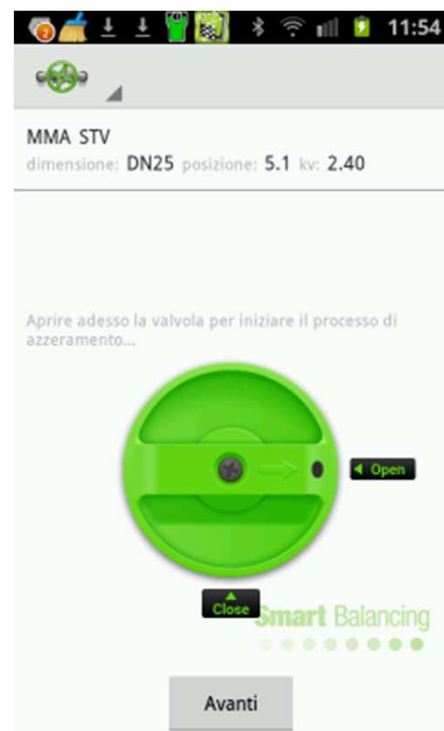 2
11:54
MMA STV
dimensione: DN25 posizione: 5.1 kv: 2.40
Aprire adesso la valvola per iniziare il processo di
azzeramento...
Open
Close
Smart Balancing
Avanti